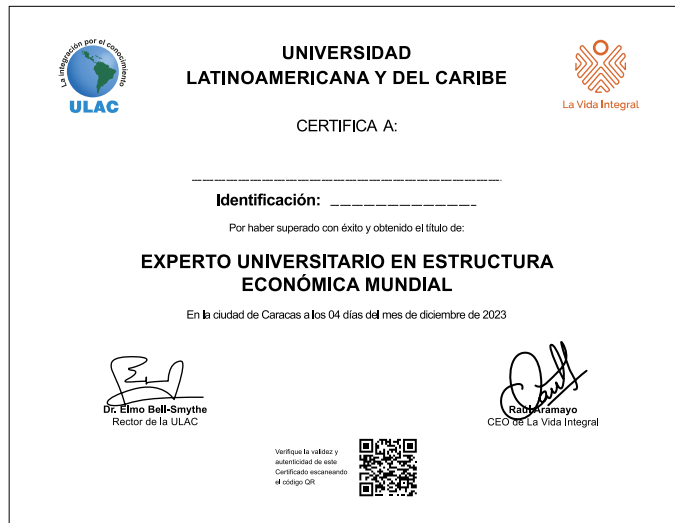 La integración por el conocimiento
ULAC
UNIVERSIDAD
LATINOAMERICANA Y DEL CARIBE
La Vida Integral
CERTIFICA A:
Identificación:
Por haber superado con éxito y obtenido el título de:
EXPERTO UNIVERSITARIO EN ESTRUCTURA
ECONÓMICA MUNDIAL
En la ciudad de Caracas a los 04 días del mes de diciembre de 2023
Dr. Elmo Bell-Smythe
Rector de la ULAC
Raúl Aramayo
CEO de La Vida Integral
Verifique la validez y
autenticidad de este
Certificado escaneando
el código QR